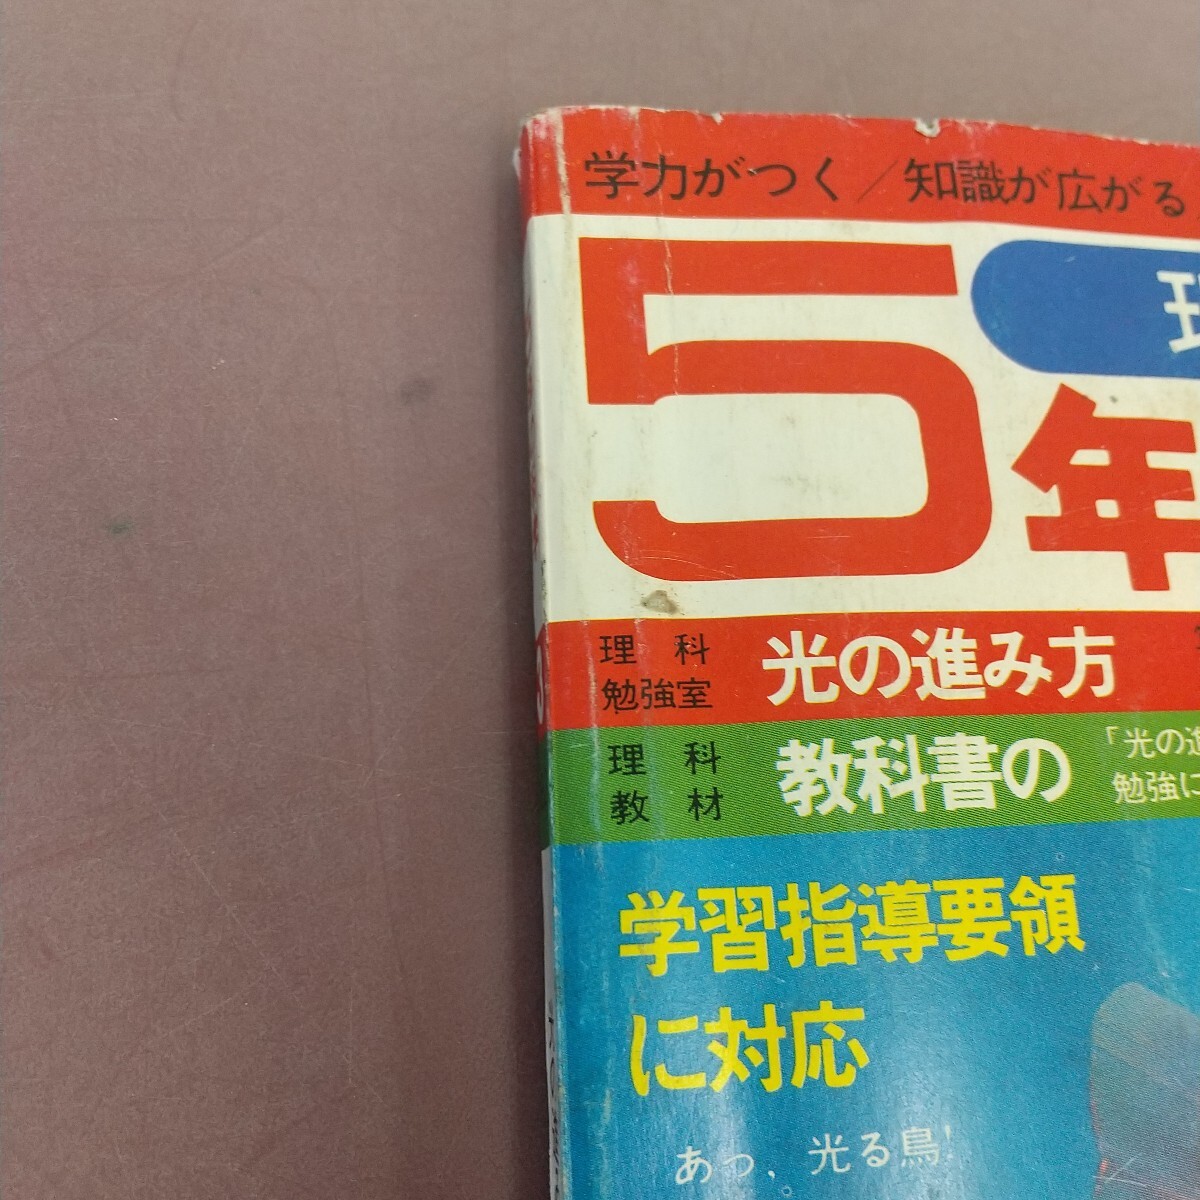 学力がつく/知識が広がる
5年
理科
勉強室
光の進み方
理科
教材
教科書の
「光の進
勉強に
学習指導要領
に対応
あっ、光る鳥!